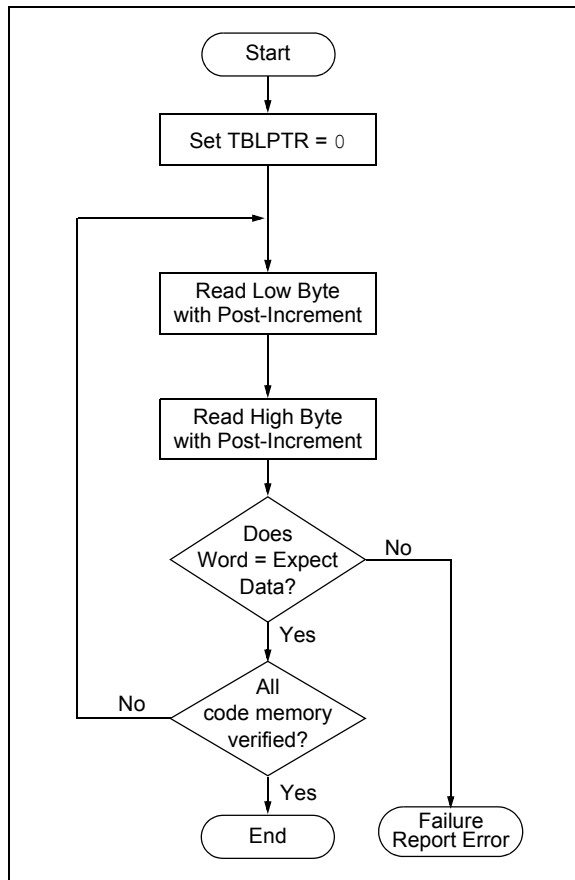 Start
Set TBLPTR = 0
Read Low Byte
with Post-Increment
Read High Byte
with Post-Increment
Does
Word = Expect
Data?
No
Yes
All
code memory
verified?
No
Yes
End
Failure
Report Error